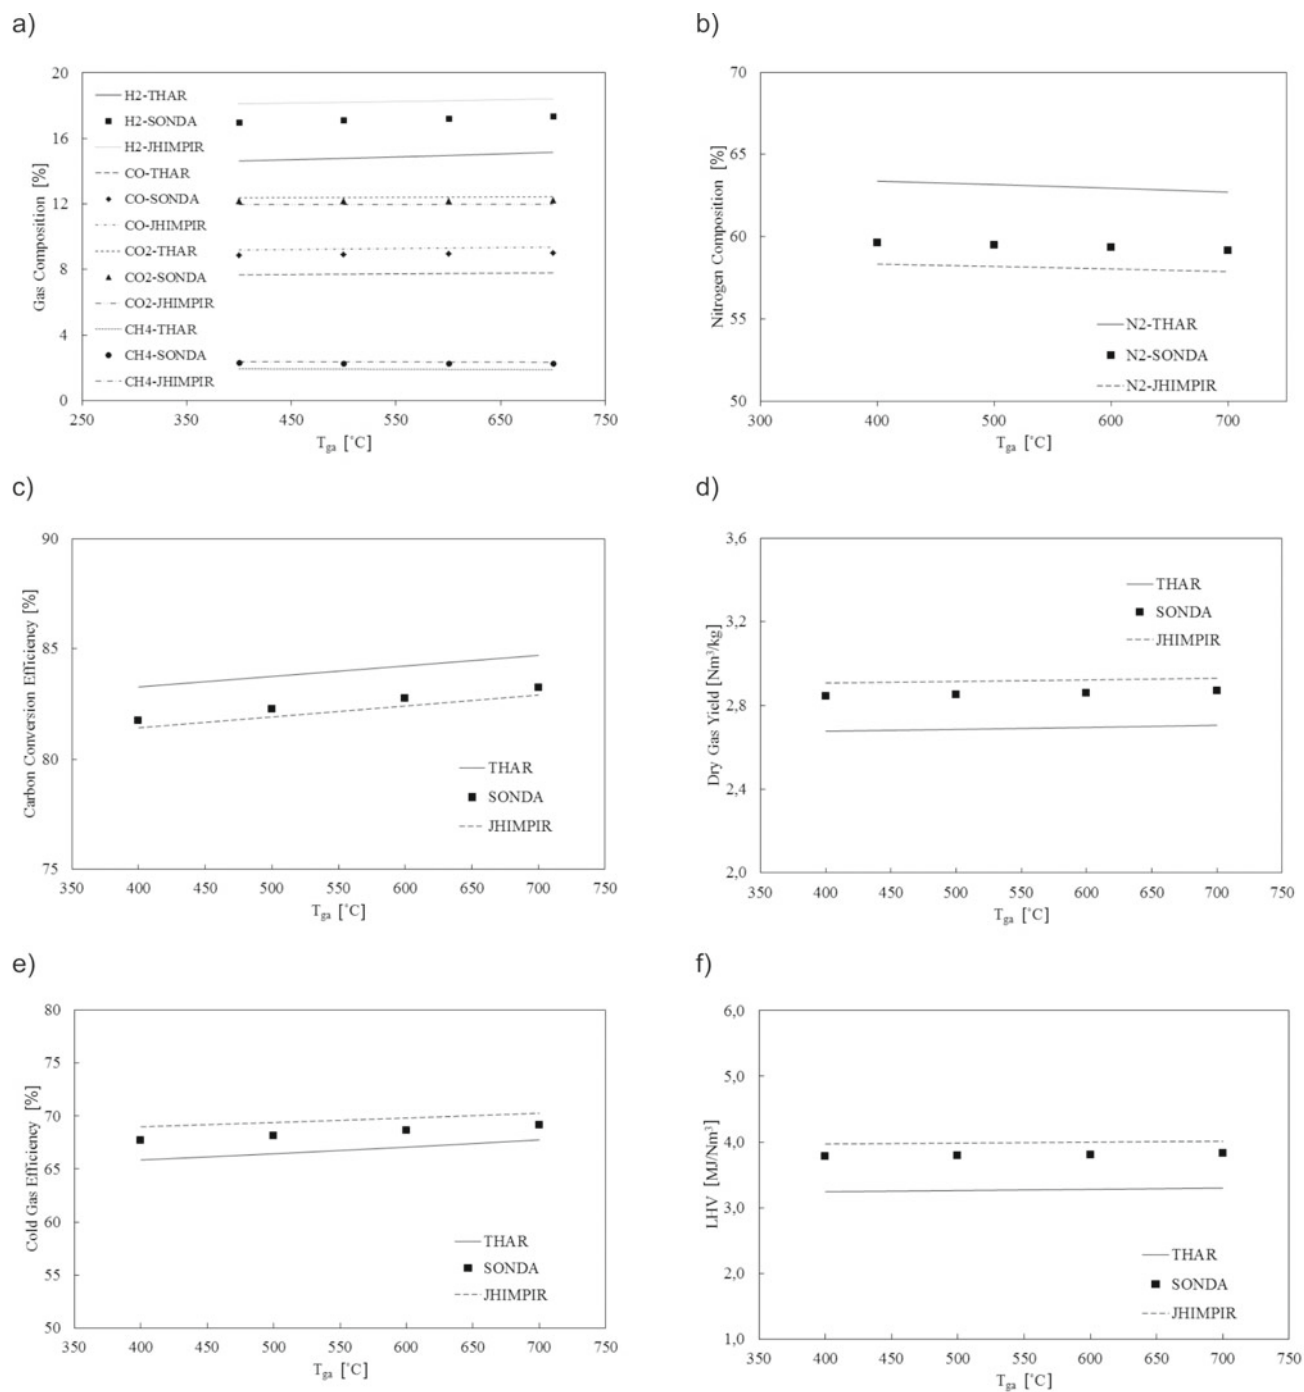 a)
20
16
12
8
4
0
Gas Composition [%]
H2-THAR
H2-SONDA
H2-JHIMPIR
CO-THAR
CO-SONDA
CO-JHIMPIR
CO2-THAR
CO2-SONDA
CO2-JHIMPIR
CH4-THAR
CH4-SONDA
CH4-JHIMPIR
250 450 550 650 750
Tga [°C]
b)
70
65
60
55
50
Nitrogen Composition [%]
N2-THAR
N2-SONDA
N2-JHIMPIR
300 400 500 600 700
Tga [°C]
c)
90
85
80
75
Carbon Conversion Efficiency [%]
THAR
SONDA
JHIMPIR
350 400 450 500 550 600 650 700 750
Tga [°C]
d)
3,6
3,2
2,8
2,4
2,0
Dry Gas Yield [Nm³/kg]
THAR
SONDA
JHIMPIR
350 400 450 500 550 600 650 700 750
Tga [°C]
e)
80
75
70
65
60
55
50
Cold Gas Efficiency [%]
THAR
SONDA
JHIMPIR
350 400 450 500 550 600 650 700 750
Tga [°C]
f)
6,0
5,0
4,0
3,0
2,0
1,0
LHV [MJ/Nm³]
THAR
SONDA
JHIMPIR
350 400 450 500 550 600 650 700 750
Tga [°C]